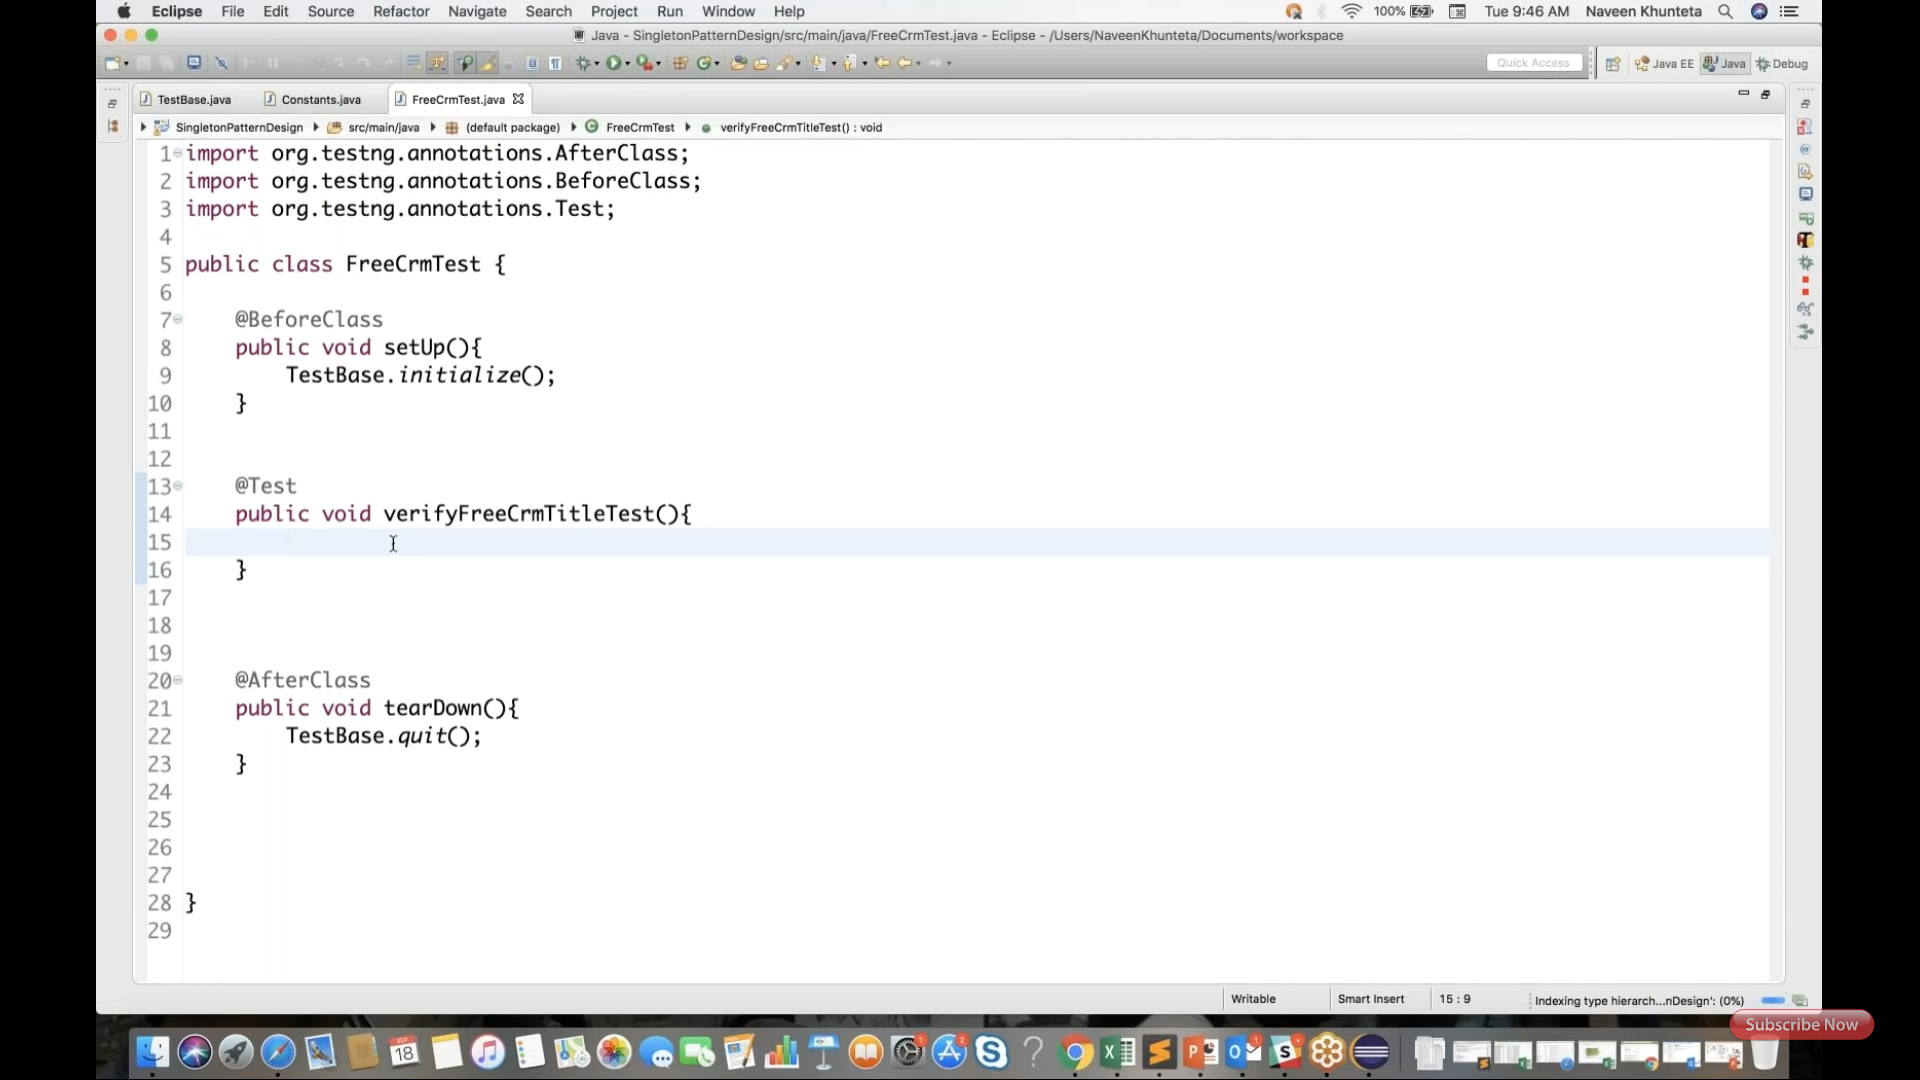 Eclipse File Edit Source Refactor Navigate Search Project Run Window Help 100% Tue 9:46 AM Naveen Khunteta
Java - SingletonPatternDesign/src/main/java/FreeCrmTest.java - Eclipse - /Users/NaveenKhunteta/Documents/workspace
Quick Access Java EE Java Debug
TestBase.java Constants.java FreeCrmTest.java
SingletonPatternDesign src/main/java (default package) FreeCrmTest verifyFreeCrmTitleTest() : void
1 import org.testng.annotations.AfterClass;
2 import org.testng.annotations.BeforeClass;
3 import org.testng.annotations.Test;
4
5 public class FreeCrmTest {
6
7 @BeforeClass
8 public void setUp(){
9 TestBase.initialize();
10 }
11
12
13 @Test
14 public void verifyFreeCrmTitleTest(){
15
16 }
17
18
19
20 @AfterClass
21 public void tearDown(){
22 TestBase.quit();
23 }
24
25
26
27
28 }
29
Writable Smart Insert 15 : 9 Indexing type hierarch...nDesign': (0%)
Subscribe Now
SEP
18